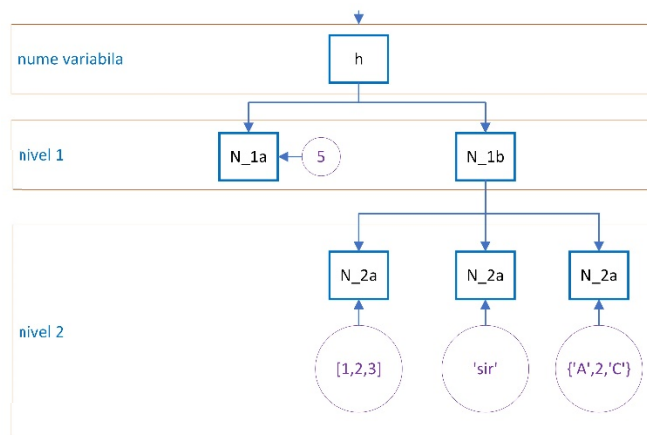 nume variabila
h
nivel 1
N_1a
5
N_1b
N_2a
N_2a
N_2a
nivel 2
[1,2,3]
'sir'
{'A',2,'C'}